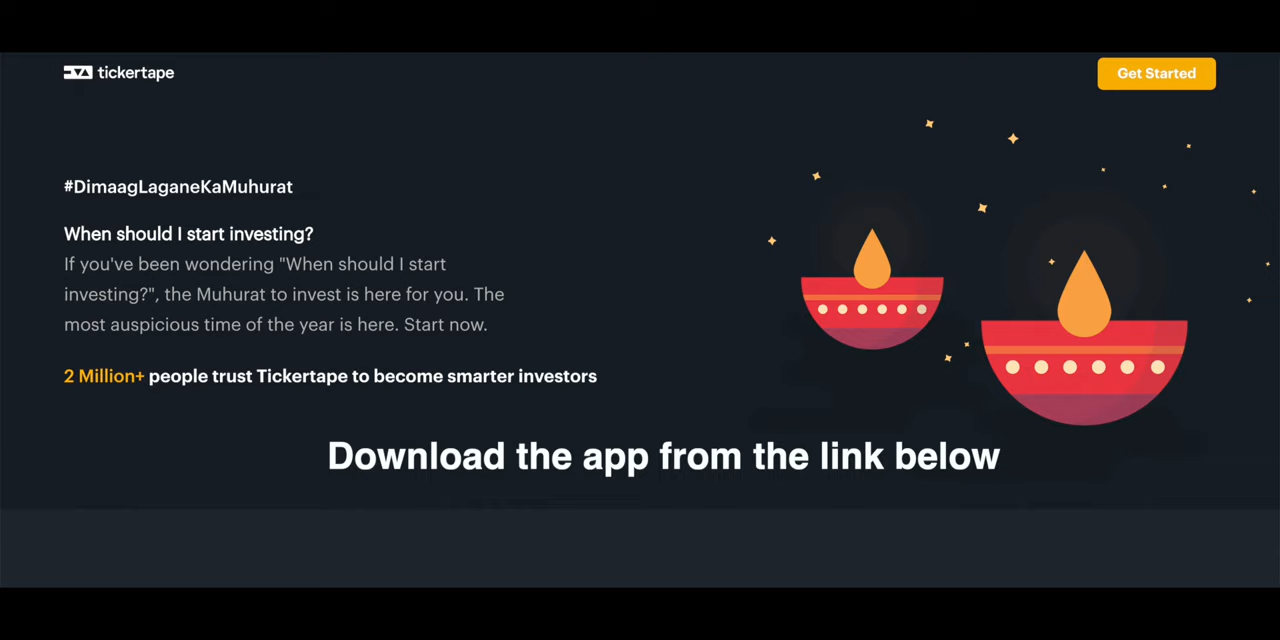 tickertape
Get Started
#DimaagLaganeKaMuhurat
When should I start investing?
If you've been wondering "When should I start
investing?", the Muhurat to invest is here for you. The
most auspicious time of the year is here. Start now.
2 Million+ people trust Tickertape to become smarter investors
Download the app from the link below